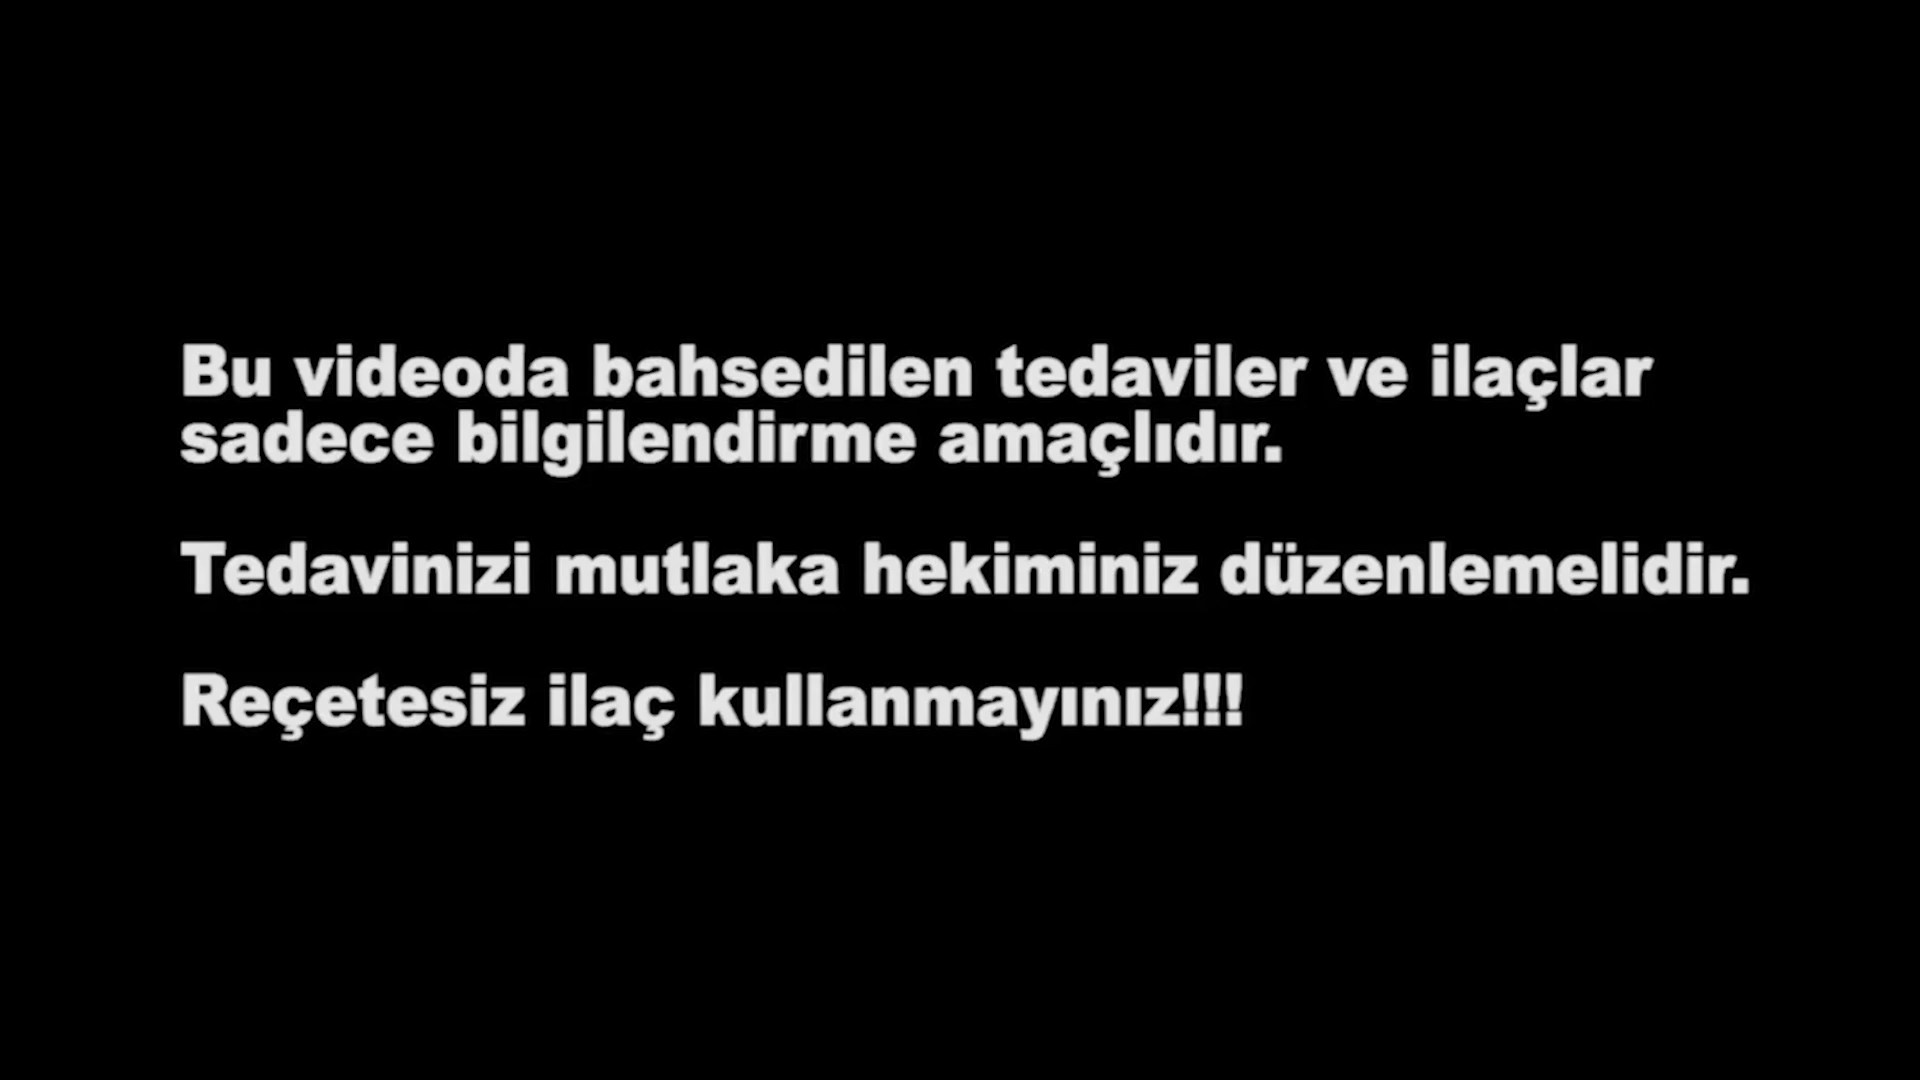 Bu videoda bahsedilen tedaviler ve ilaçlar
sadece bilgilendirme amaçlıdır.
Tedavinizi mutlaka hekiminiz düzenlemelidir.
Reçetesiz ilaç kullanmayınız!!!